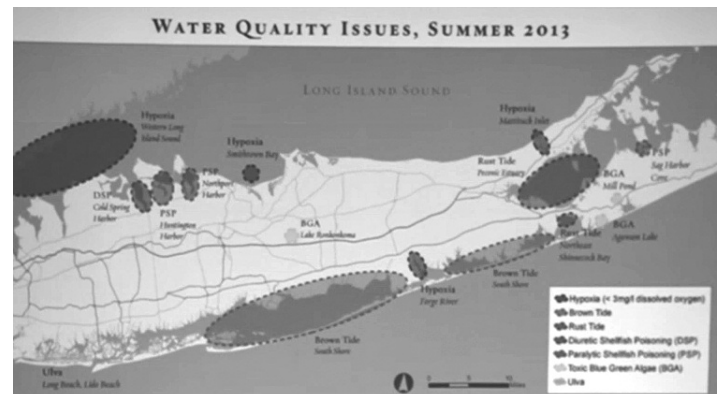 WATER QUALITY ISSUES, SUMMER 2013
LONG ISLAND SOUND
Hypoxia
Western Long
Island Sound
Hypoxia
Smithtown Bay
Hypoxia
Mattituck Inlet
PSP
Northport
Harbor
DSP
Cold Spring
Harbor
PSP
Huntington
Harbor
BGA
Lake Ronkonkoma
Rust Tide
Peconic Estuary
BGA
Mill Pond
PSP
Sag Harbor
Cove
BGA
Agawam Lake
Rust Tide
Northeast
Shinnecock Bay
Brown Tide
South Shore
Hypoxia
Forge River
Brown Tide
South Shore
Ulva
Long Beach, Lido Beach
Hypoxia (< 3mg/l dissolved oxygen)
Brown Tide
Rust Tide
Diuretic Shellfish Poisoning (DSP)
Paralytic Shellfish Poisoning (PSP)
Toxic Blue Green Algae (BGA)
Ulva